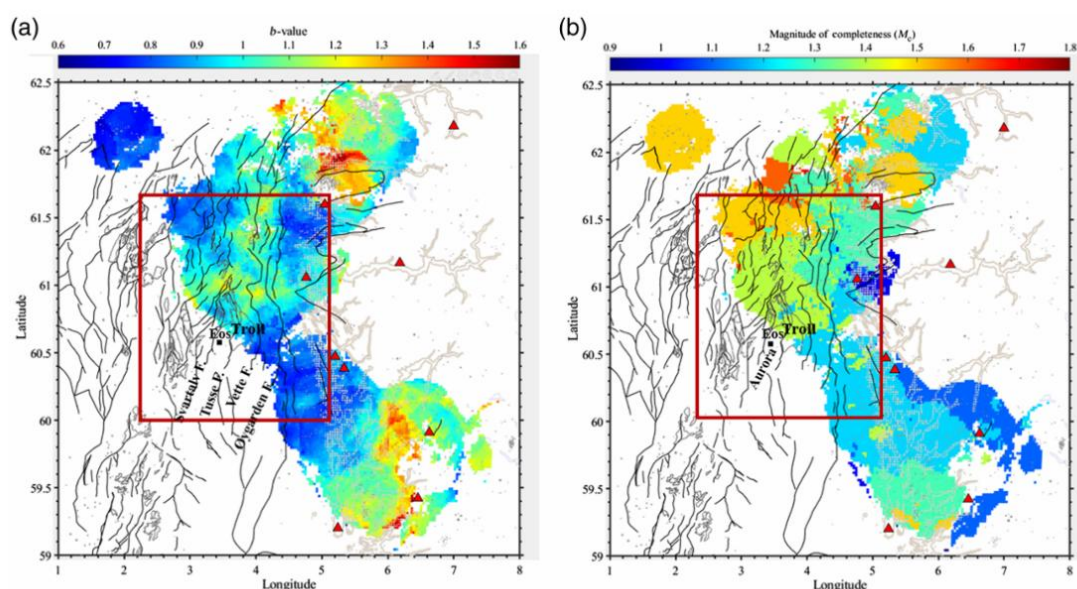 (a)
b-value
0.6 0.7 0.8 0.9 1 1.1 1.2 1.3 1.4 1.5 1.6
62.5
62
61.5
61
60.5
60
59.5
59
Latitude
Troll
Eos
Svartalv F.
Tusse F.
Vette F.
Oygarden F.
1 2 3 4 5 6 7 8
Longitude
(b)
Magnitude of completeness (Mc)
0.9 1 1.1 1.2 1.3 1.4 1.5 1.6 1.7 1.8
62.5
62
61.5
61
60.5
60
59.5
59
Latitude
Troll
Eos
Aurora
1 2 3 4 5 6 7 8
Longitude